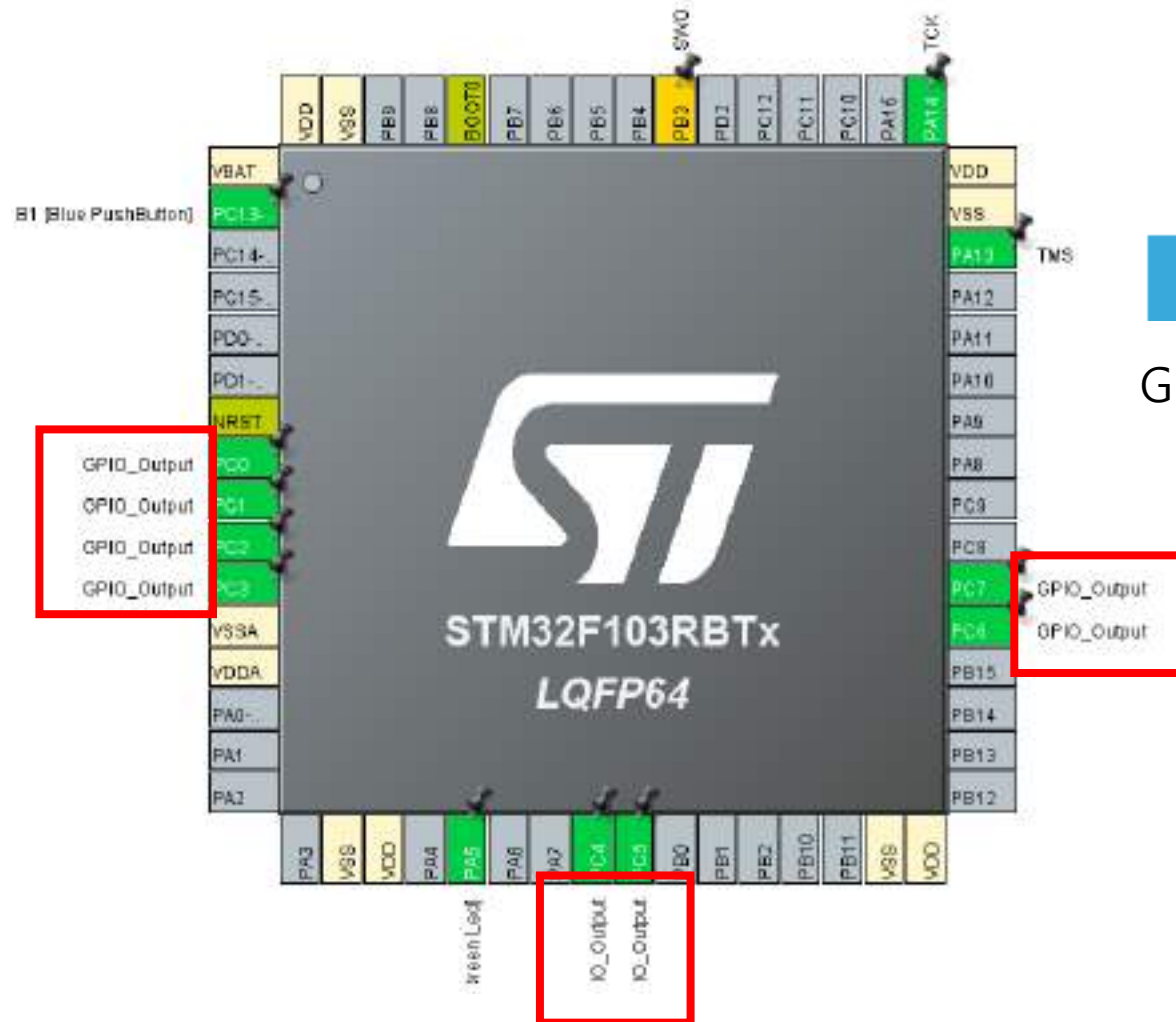 SWO
TCK
VDD
VSS
PB9
PB8
BOOT0
PB7
PB6
PB5
PB4
PB3
PD2
PC12
PC11
PC10
PA15
PA14
VBAT
B1 [Blue PushButton]
PC13-
PC14-..
PC15-..
PD0-..
PD1-..
NRST
GPIO_Output PC0
GPIO_Output PC1
GPIO_Output PC2
GPIO_Output PC3
VSSA
VDDA
PA0-..
PA1
PA2
ST
STM32F103RBTx
LQFP64
VDD
VSS
PA13 TMS
PA12
PA11
PA10
PA9
PA8
PC9
PC8
PC7 GPIO_Output
PC6 GPIO_Output
PB15
PB14
PB13
PB12
G
PA3
VSS
VDD
PA4
PA5
PA6
PA7
PC4
PC5
PB0
PB1
PB2
PB10
PB11
VSS
VDD
reen Led]
IO_Output
IO_Output